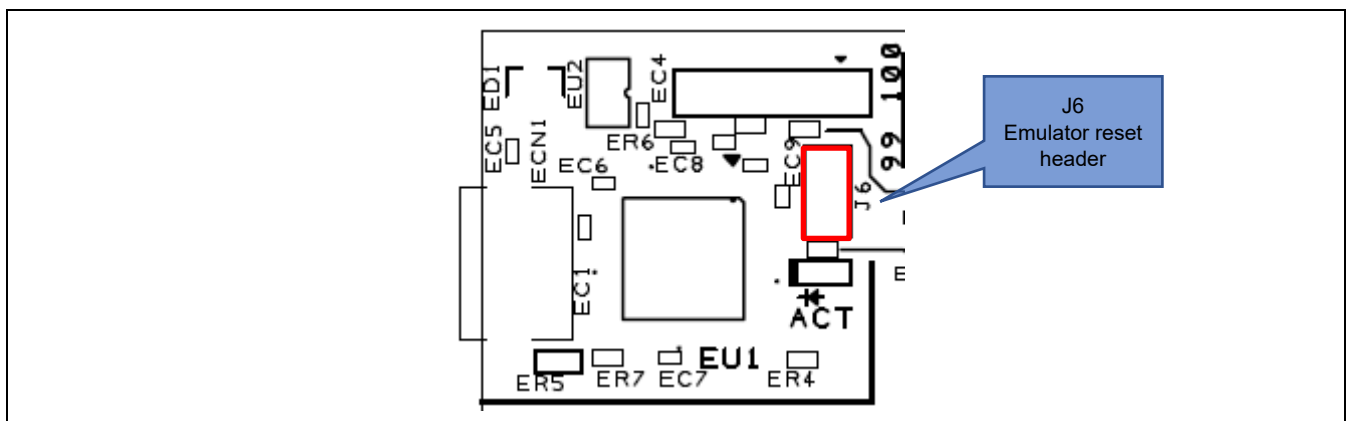 ED1
EU2
EC4
99 100
EC5
ECN1
ER6
EC8
EC9
EC6
J6
EC1
ACT
EU1
ER5
ER7
EC7
ER4
E
J6
Emulator reset
header